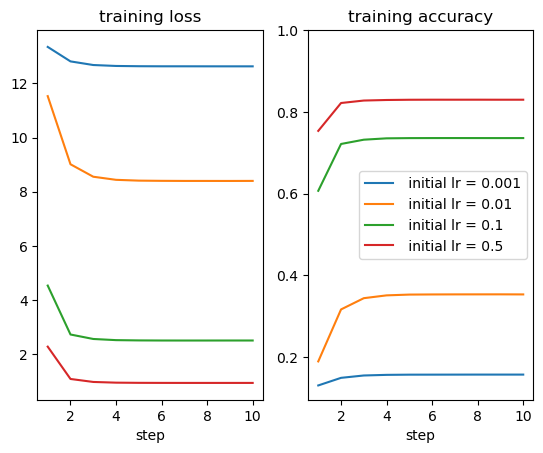 training loss
12
10
8
6
4
2
2
4
6
8
10
step
training accuracy
1.0
0.8
0.6
0.4
0.2
initial lr = 0.001
initial lr = 0.01
initial lr = 0.1
initial lr = 0.5
2
4
6
8
10
step